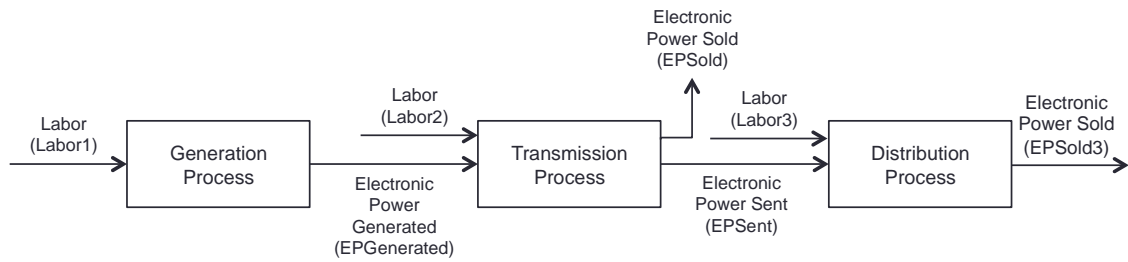 Labor
(Labor1)
Generation
Process
Electronic
Power
Generated
(EPGenerated)
Labor
(Labor2)
Transmission
Process
Electronic
Power Sold
(EPSold)
Electronic
Power Sent
(EPSent)
Labor
(Labor3)
Distribution
Process
Electronic
Power Sold
(EPSold3)